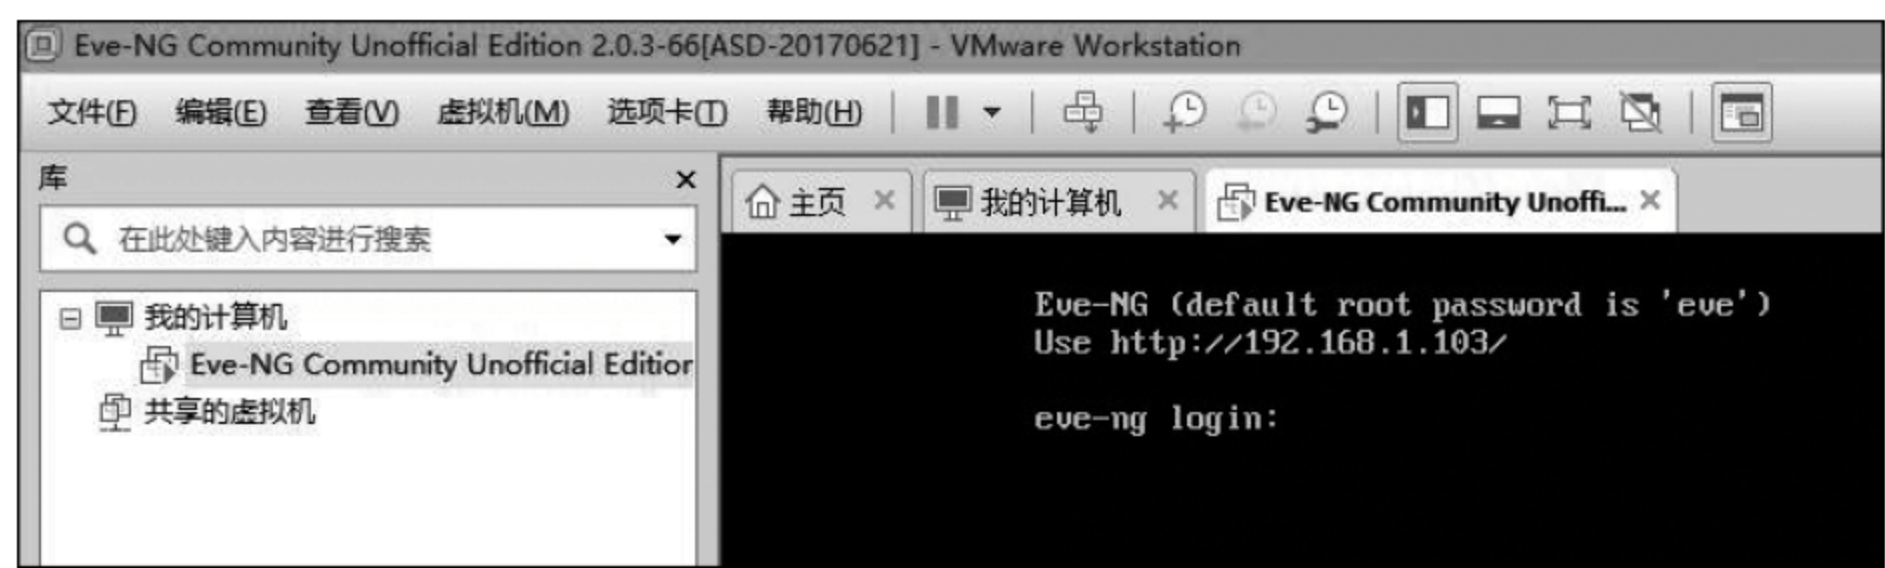 Eve-NG Community Unofficial Edition 2.0.3-66[ASD-20170621] - VMware Workstation
文件(F) 编辑(E) 查看(V) 虚拟机(M) 选项卡(T) 帮助(H)
库
在此处键入内容进行搜索
我的计算机
Eve-NG Community Unofficial Edition
共享的虚拟机
主页 我的计算机 Eve-NG Community Unoffi...
Eve-NG (default root password is 'eve')
Use http://192.168.1.103/
eve-ng login: